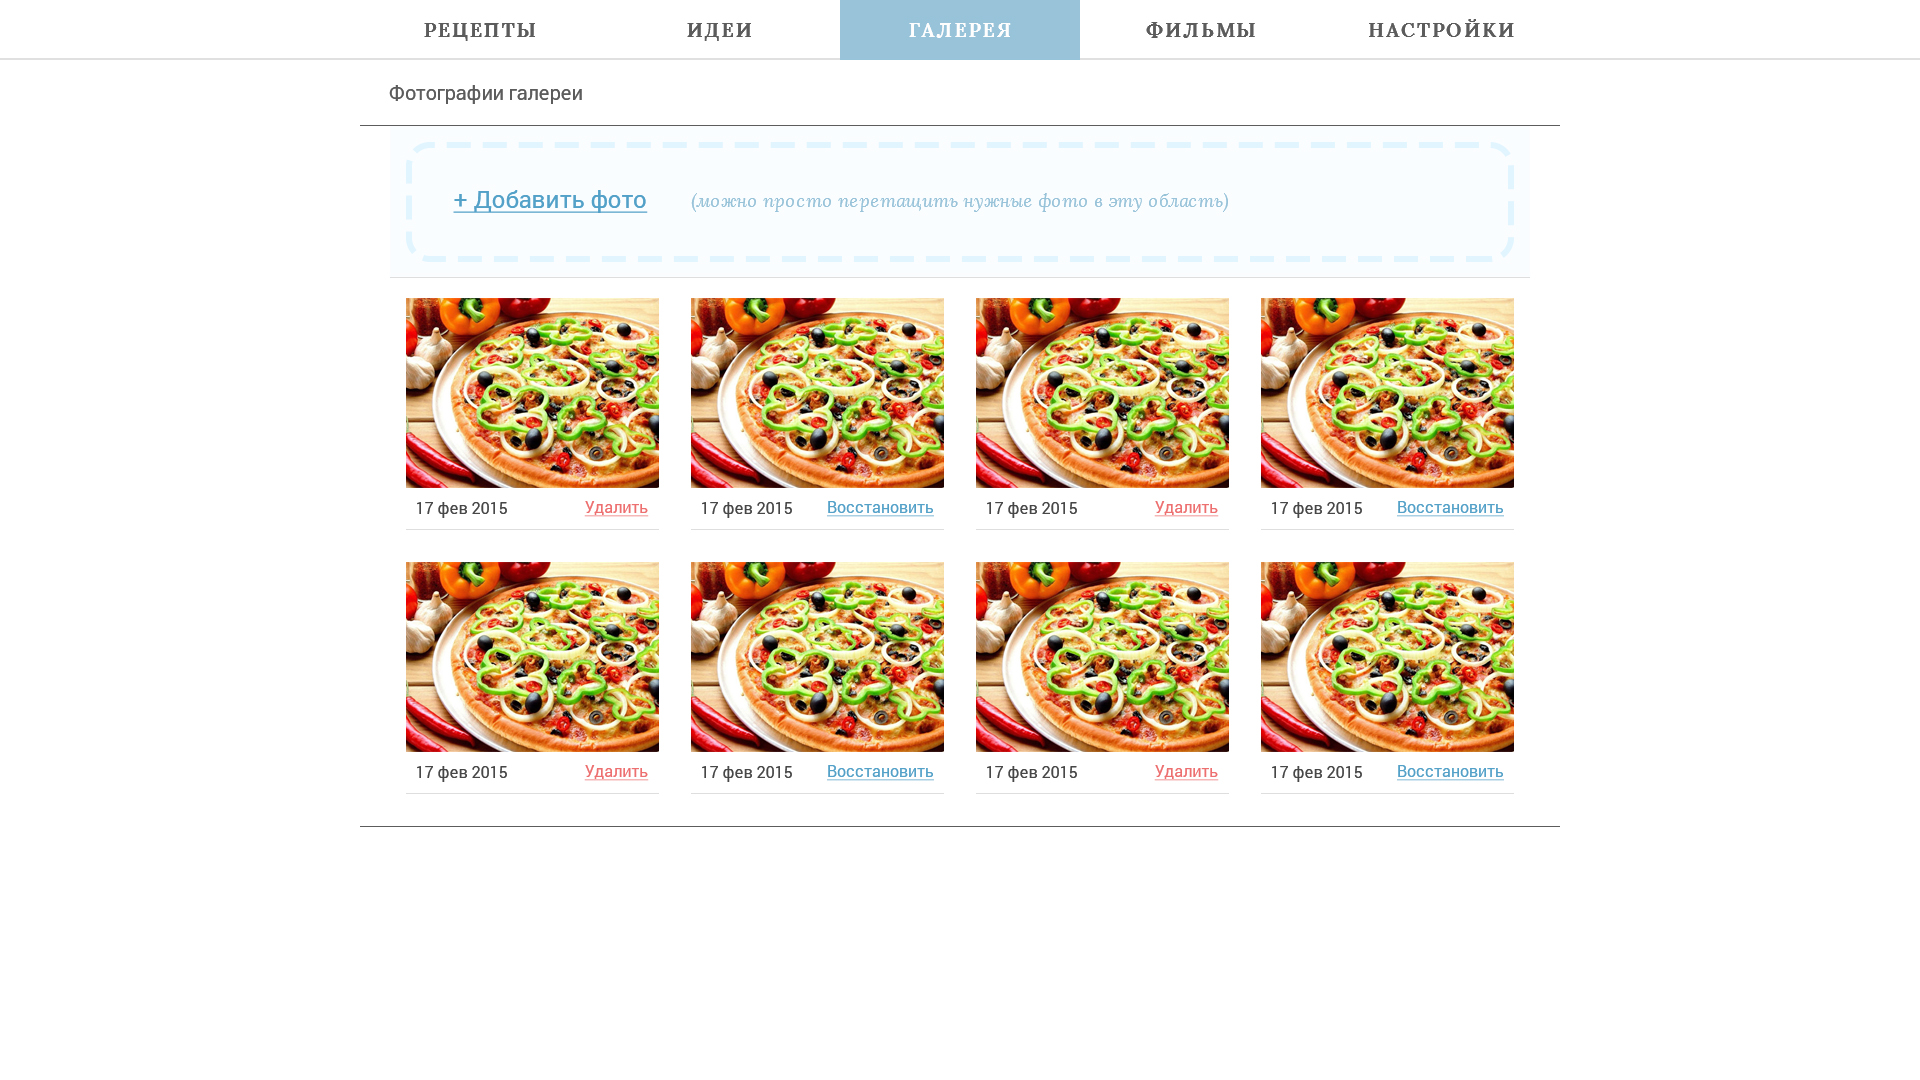 РЕЦЕПТЫ ИДЕИ ГАЛЕРЕЯ ФИЛЬМЫ НАСТРОЙКИ
Фотографии галереи
+ Добавить фото (можно просто перетащить нужные фото в эту область)
17 фев 2015 Удалить 17 фев 2015 Восстановить 17 фев 2015 Удалить 17 фев 2015 Восстановить
17 фев 2015 Удалить 17 фев 2015 Восстановить 17 фев 2015 Удалить 17 фев 2015 Восстановить